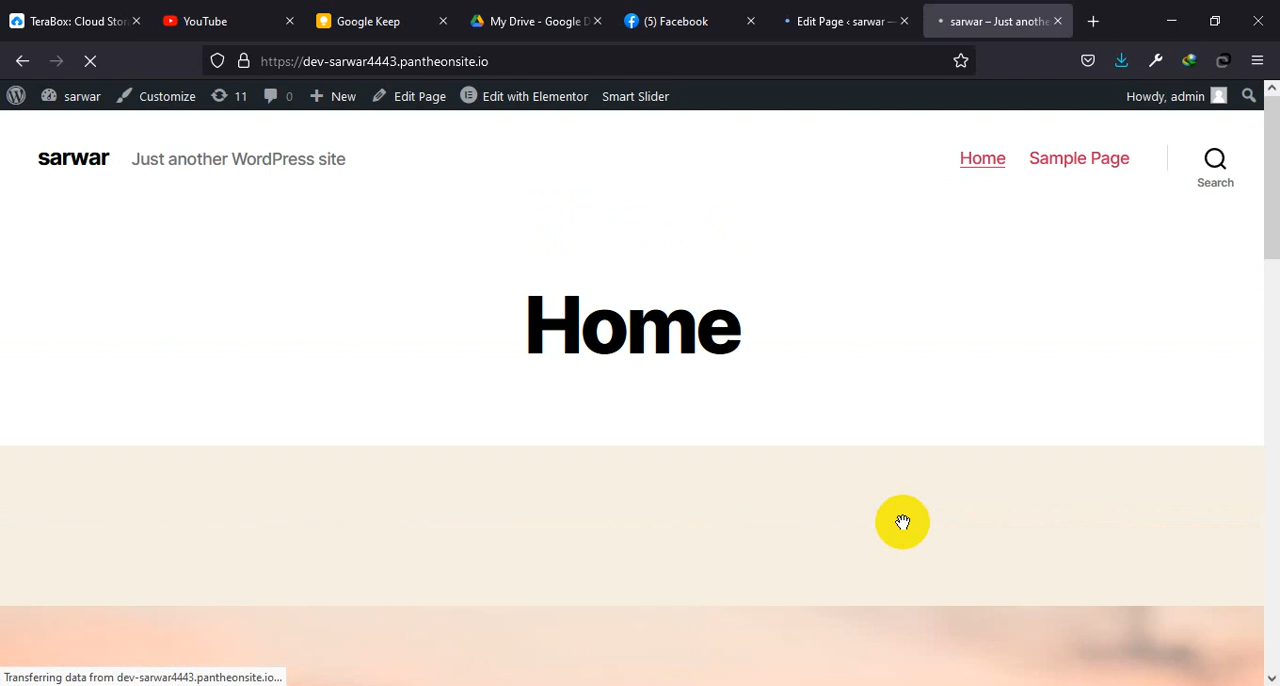 TeraBox: Cloud Stor
YouTube
Google Keep
My Drive - Google D
(5) Facebook
Edit Page ‹ sarwar —
sarwar – Just anothe
https://dev-sarwar4443.pantheonsite.io
sarwar
Customize
11
0
New
Edit Page
Edit with Elementor
Smart Slider
Howdy, admin
sarwar
Just another WordPress site
Home
Sample Page
Search
Home
Transferring data from dev-sarwar4443.pantheonsite.io...